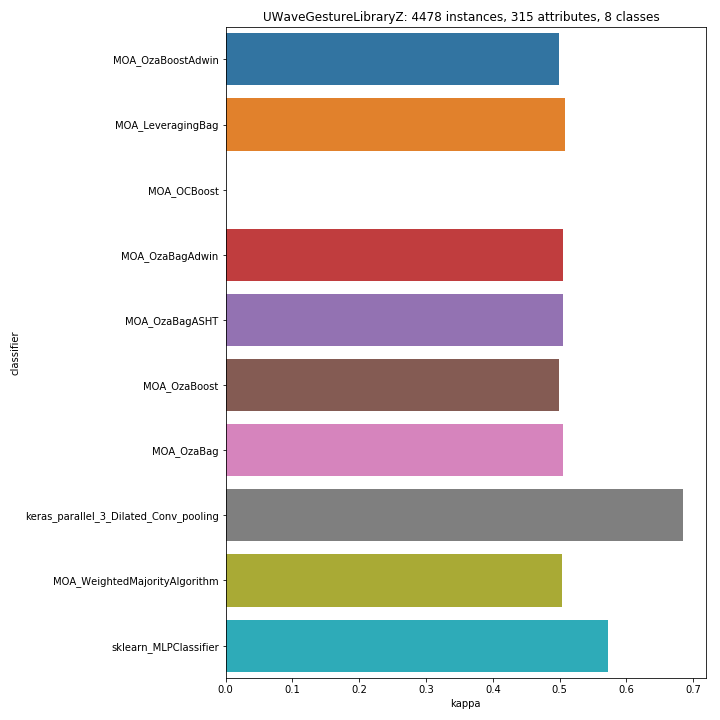 UWaveGestureLibraryZ: 4478 instances, 315 attributes, 8 classes
classifier
MOA_OzaBoostAdwin
MOA_LeveragingBag
MOA_OCBoost
MOA_OzaBagAdwin
MOA_OzaBagASHT
MOA_OzaBoost
MOA_OzaBag
keras_parallel_3_Dilated_Conv_pooling
MOA_WeightedMajorityAlgorithm
sklearn_MLPClassifier
0.0 0.1 0.2 0.3 0.4 0.5 0.6 0.7
kappa